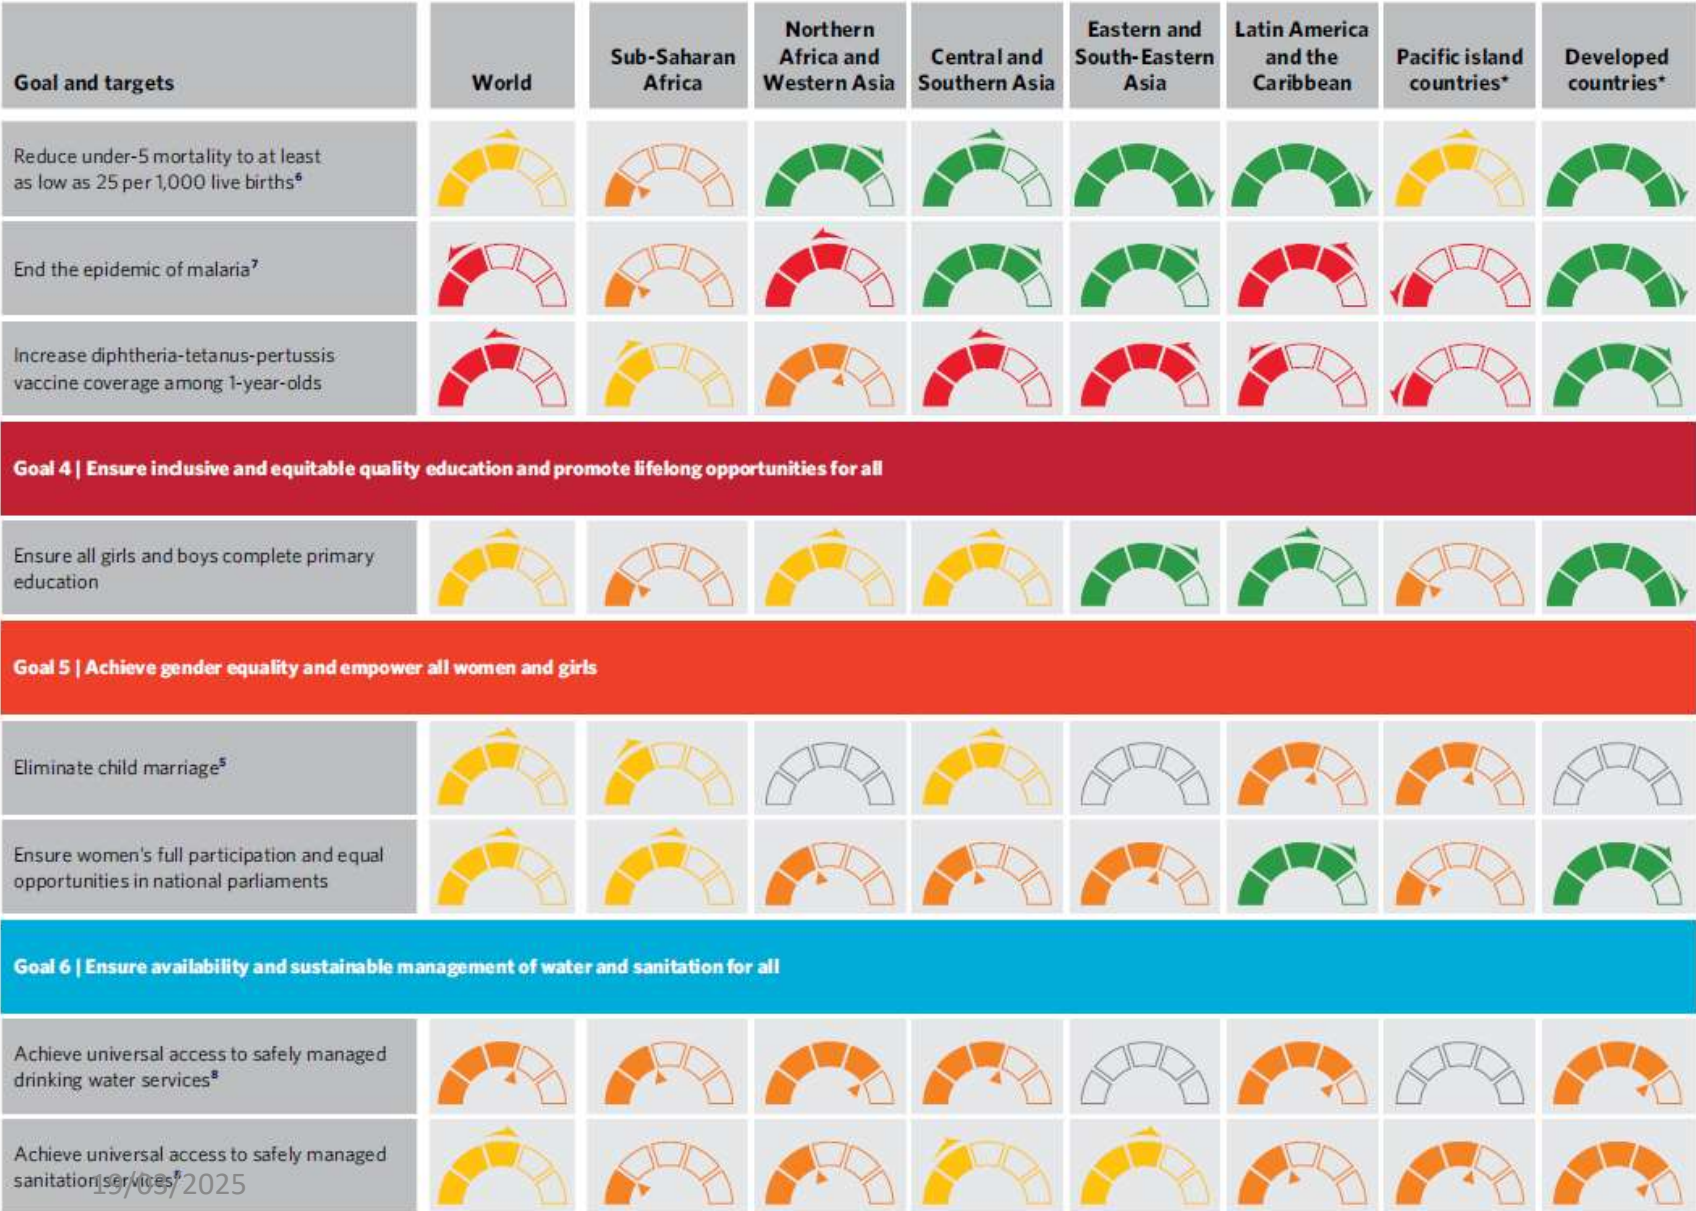 Goal and targets
World
Sub-Saharan
Africa
Northern
Africa and
Western Asia
Central and
Southern Asia
Eastern and
South-Eastern
Asia
Latin America
and the
Caribbean
Pacific island
countries*
Developed
countries*
Reduce under-5 mortality to at least
as low as 25 per 1,000 live births⁶
End the epidemic of malaria⁷
Increase diphtheria-tetanus-pertussis
vaccine coverage among 1-year-olds
Goal 4 | Ensure inclusive and equitable quality education and promote lifelong opportunities for all
Ensure all girls and boys complete primary
education
Goal 5 | Achieve gender equality and empower all women and girls
Eliminate child marriage⁵
Ensure women's full participation and equal
opportunities in national parliaments
Goal 6 | Ensure availability and sustainable management of water and sanitation for all
Achieve universal access to safely managed
drinking water services⁸
Achieve universal access to safely managed
sanitation services
19/03/2025